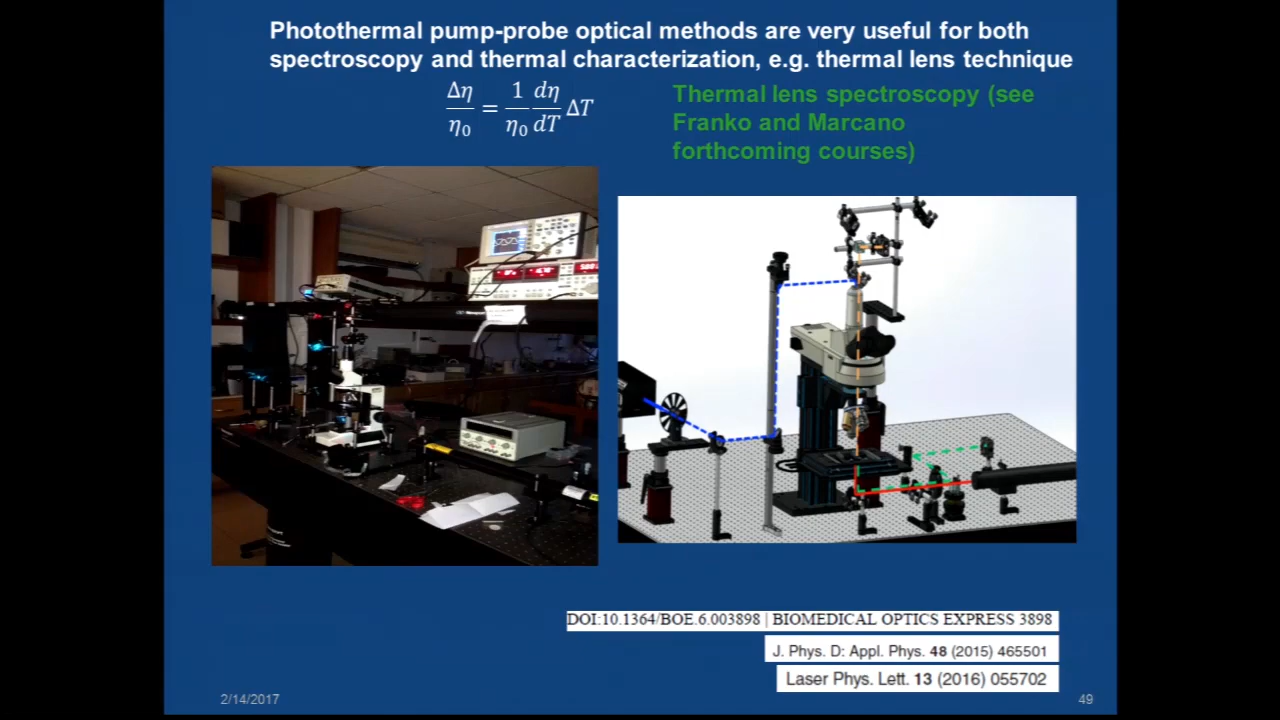 Photothermal pump-probe optical methods are very useful for both
spectroscopy and thermal characterization, e.g. thermal lens technique
Δη/η₀ = 1/η₀ dη/dT ΔT
Thermal lens spectroscopy (see
Franko and Marcano
forthcoming courses)
DOI:10.1364/BOE.6.003898 | BIOMEDICAL OPTICS EXPRESS 3898
J. Phys. D: Appl. Phys. 48 (2015) 465501
Laser Phys. Lett. 13 (2016) 055702
2/14/2017
49